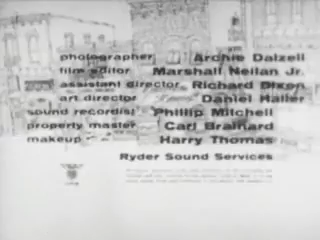 photographer Archie Dalzell
film editor Marshall Neilan Jr.
assistant director Richard Dixon
art director Daniel Haller
sound recordist Phillip Mitchell
property master Carl Brainard
makeup Harry Thomas
Ryder Sound Services